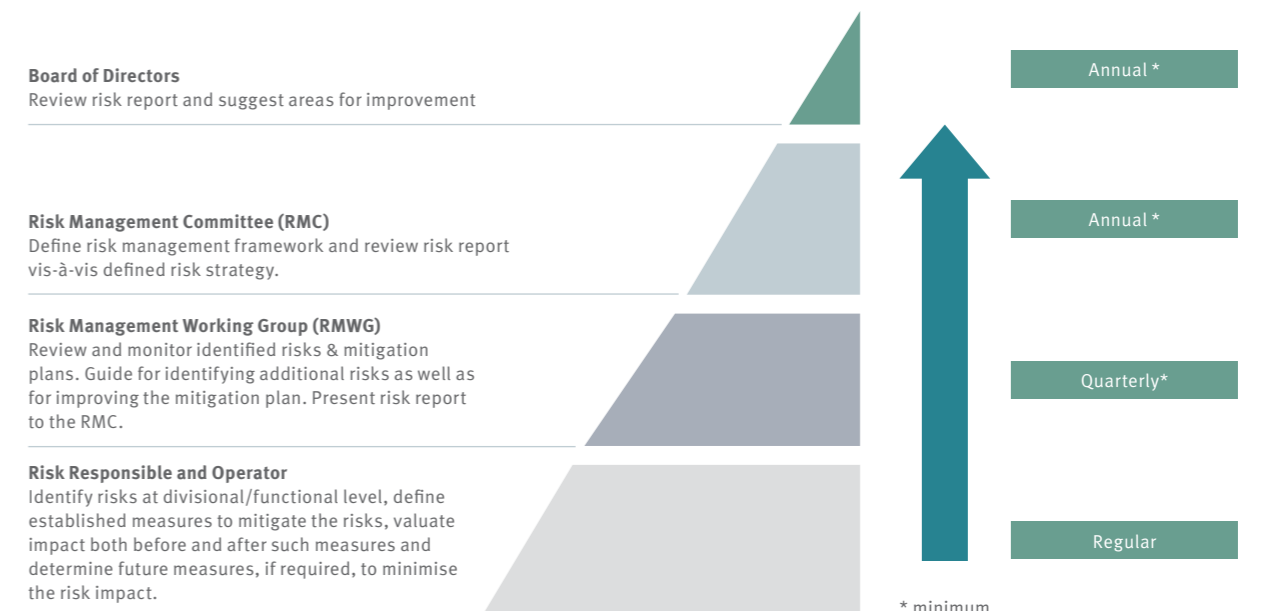 Board of Directors
Review risk report and suggest areas for improvement
Annual *
Risk Management Committee (RMC)
Define risk management framework and review risk report
vis-à-vis defined risk strategy.
Annual *
Risk Management Working Group (RMWG)
Review and monitor identified risks & mitigation
plans. Guide for identifying additional risks as well as
for improving the mitigation plan. Present risk report
to the RMC.
Quarterly*
Risk Responsible and Operator
Identify risks at divisional/functional level, define
established measures to mitigate the risks, valuate
impact both before and after such measures and
determine future measures, if required, to minimise
the risk impact.
Regular
* minimum